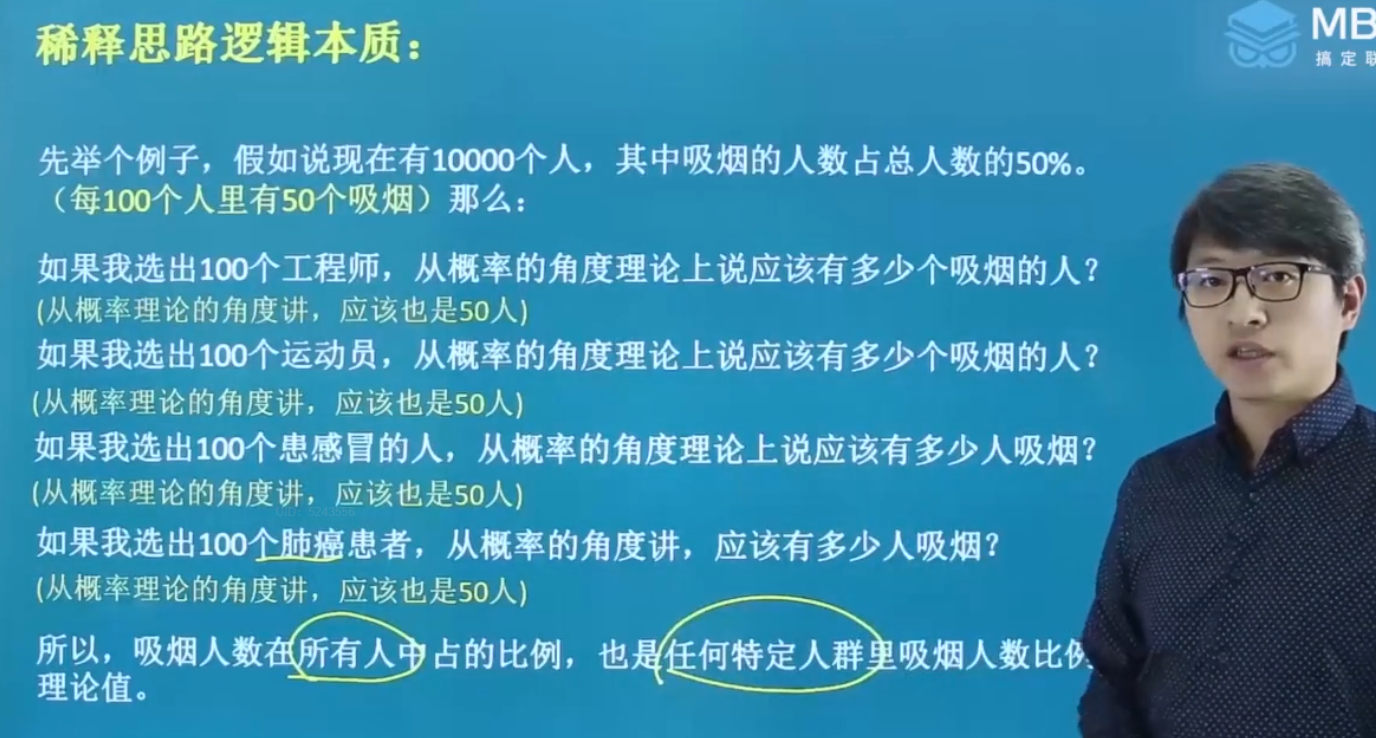 稀释思路逻辑本质：
MB
搞定联
先举个例子，假如说现在有10000个人，其中吸烟的人数占总人数的50%。
（每100个人里有50个吸烟）那么：
如果我选出100个工程师，从概率的角度理论上说应该有多少个吸烟的人？
(从概率理论的角度讲，应该也是50人)
如果我选出100个运动员，从概率的角度理论上说应该有多少个吸烟的人？
(从概率理论的角度讲，应该也是50人)
如果我选出100个患感冒的人，从概率的角度理论上说应该有多少人吸烟？
(从概率理论的角度讲，应该也是50人)
UID: 5243556
如果我选出100个肺癌患者，从概率的角度讲，应该有多少人吸烟？
(从概率理论的角度讲，应该也是50人)
所以，吸烟人数在所有人中占的比例，也是任何特定人群里吸烟人数比例
理论值。